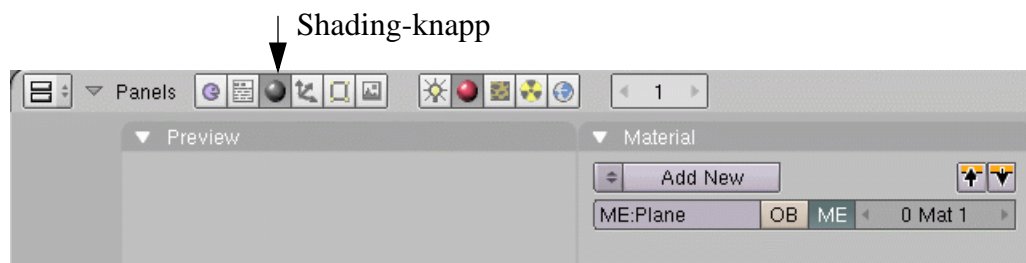 Shading-knapp
Panels 1
Preview
Material
Add New
ME:Plane OB ME 0 Mat 1